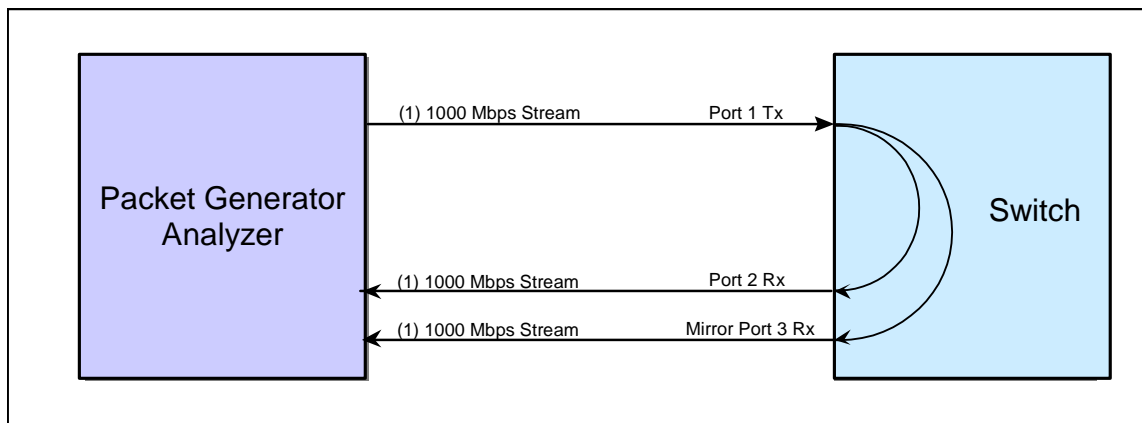 (1) 1000 Mbps Stream Port 1 Tx
Packet Generator
Analyzer
Switch
(1) 1000 Mbps Stream Port 2 Rx
(1) 1000 Mbps Stream Mirror Port 3 Rx